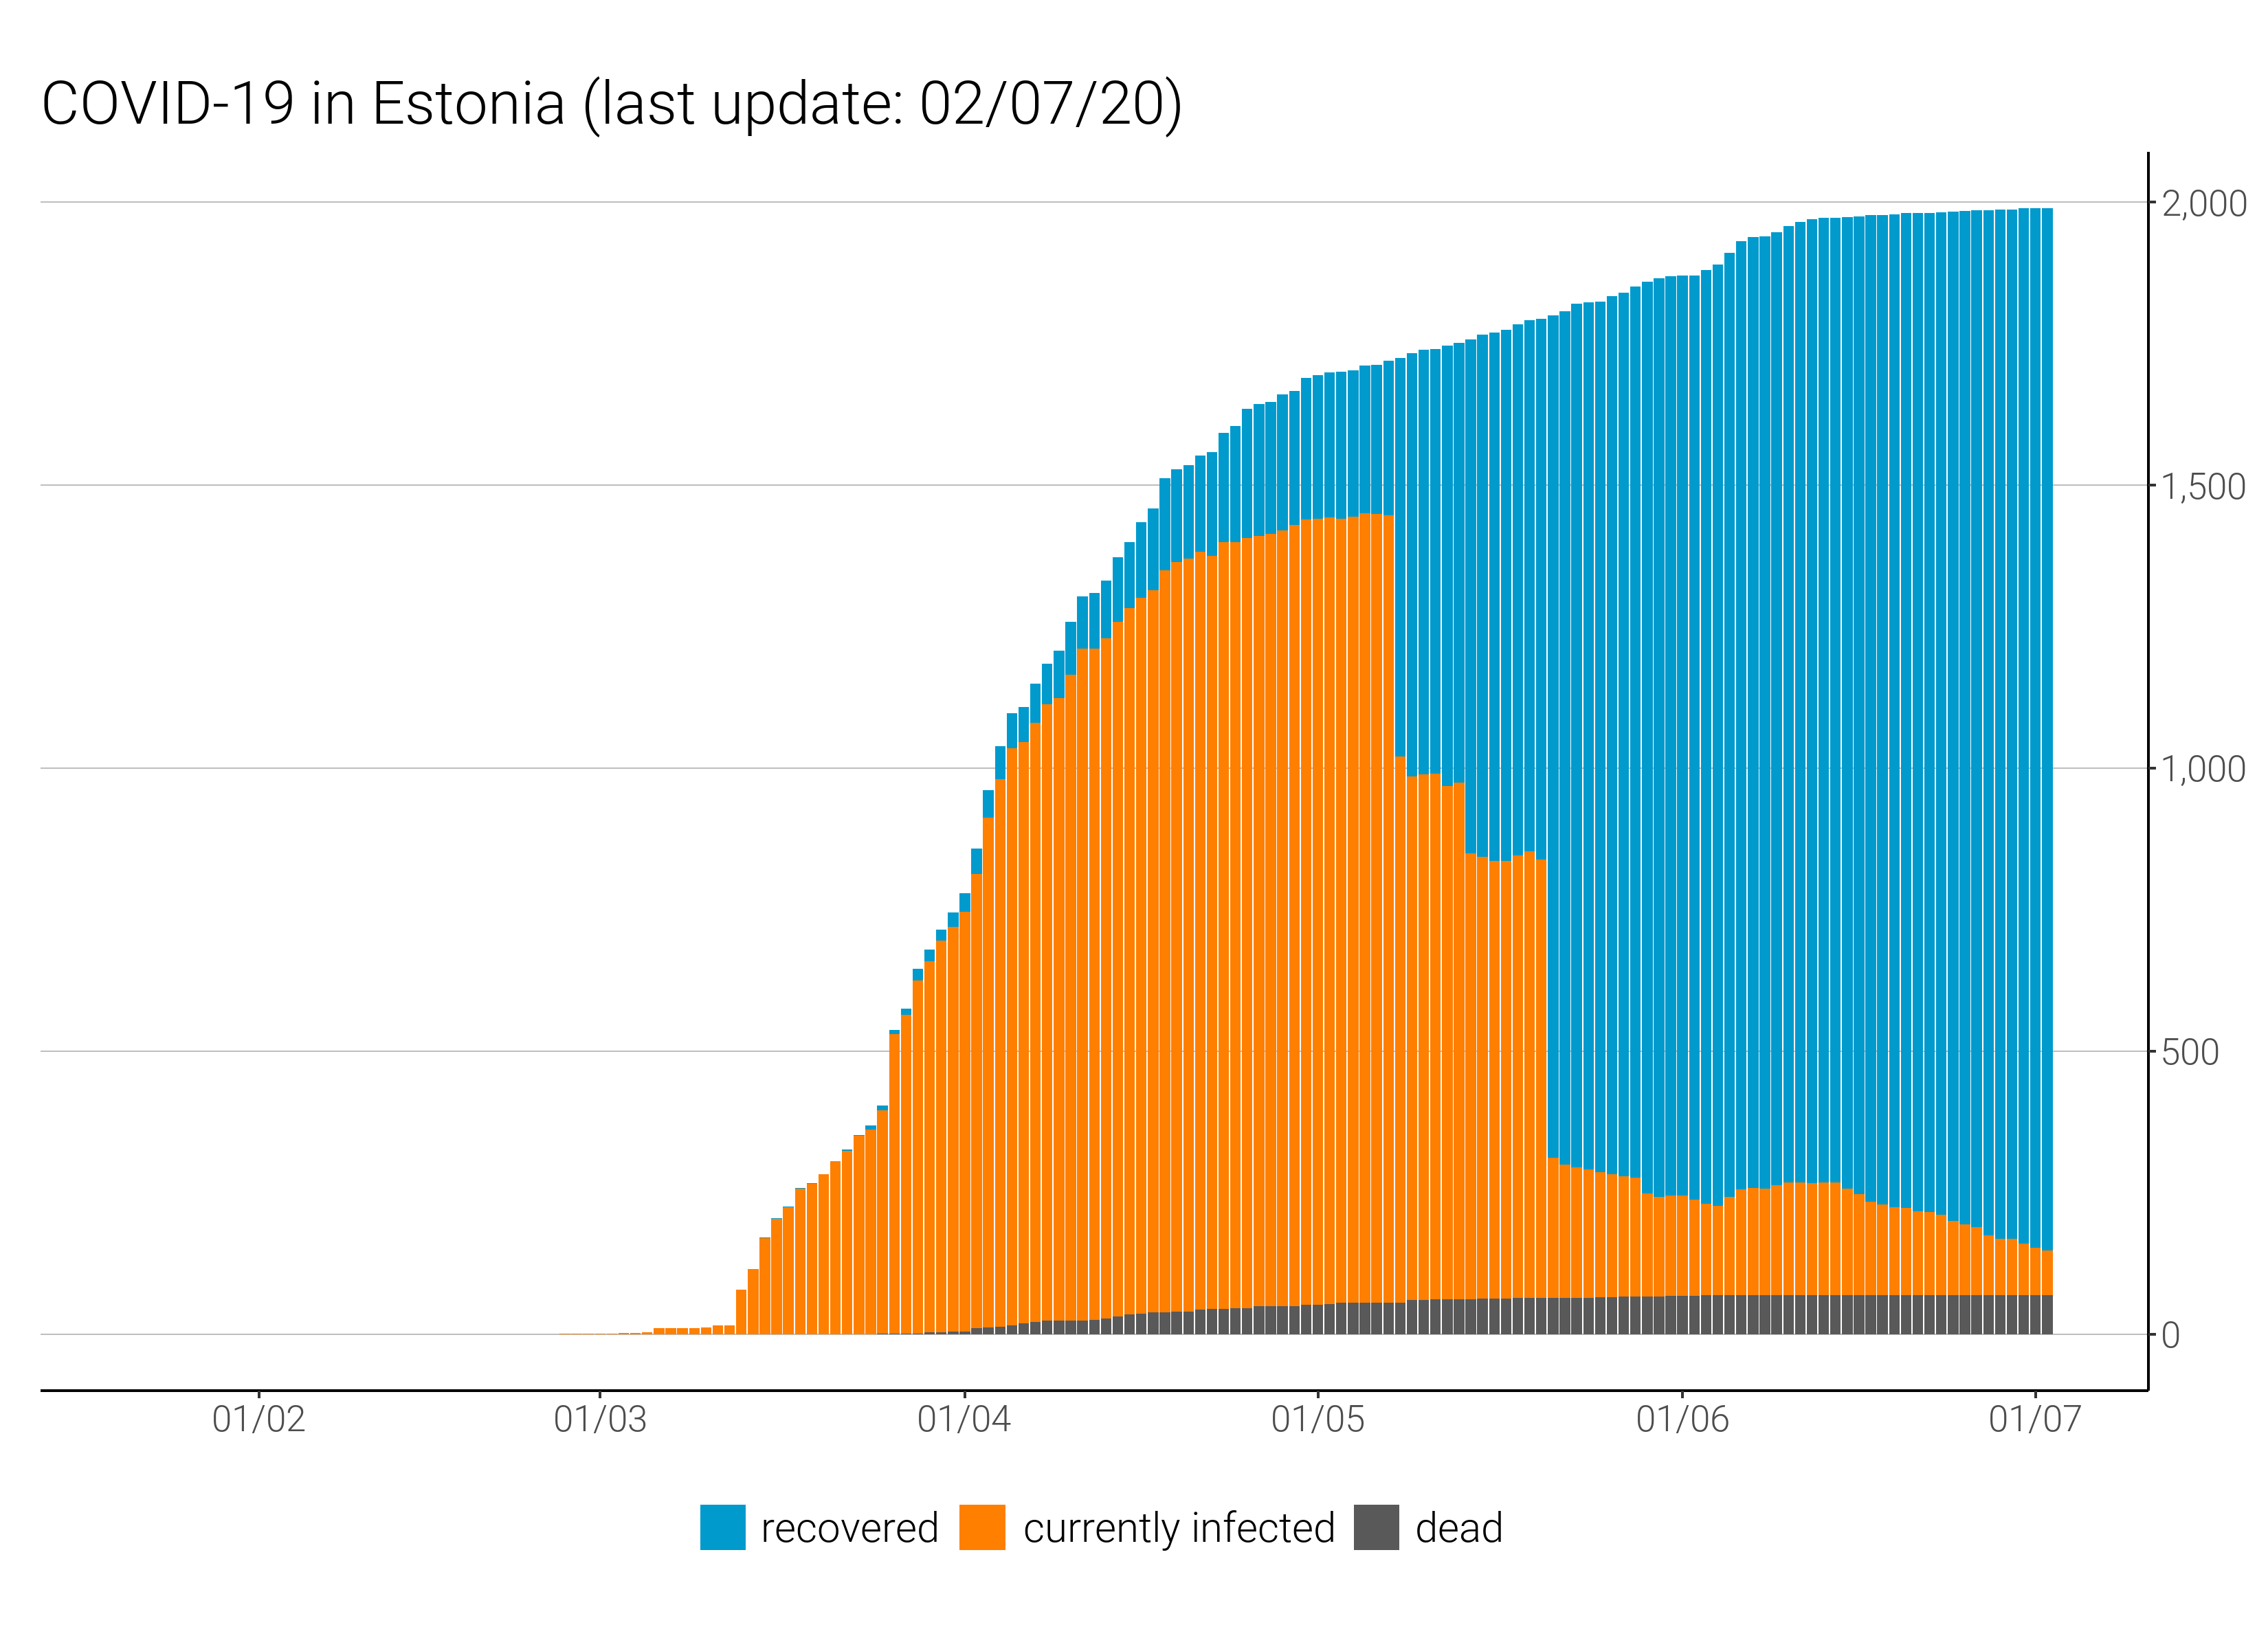 COVID-19 in Estonia (last update: 02/07/20)
2,000
1,500
1,000
500
0
01/02 01/03 01/04 01/05 01/06 01/07
recovered currently infected dead